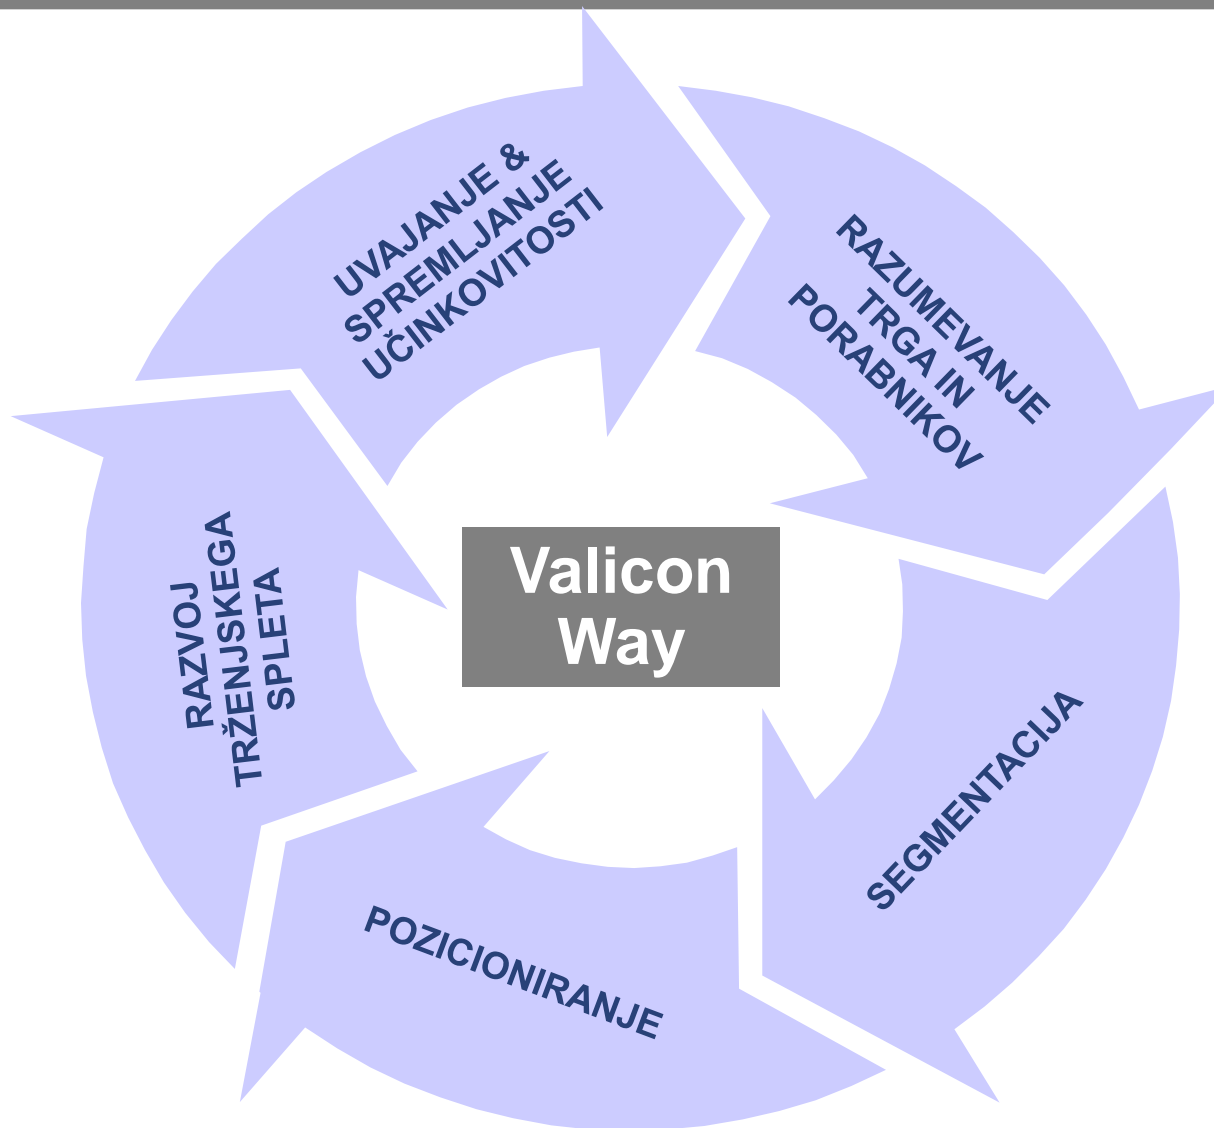 UVAJANJE &
SPREMLJANJE
UČINKOVITOSTI
RAZUMEVANJE
TRGA IN
PORABNIKOV
Valicon
Way
RAZVOJ
TRŽENJSKEGA
SPLETA
SEGMENTACIJA
POZICIONIRANJE